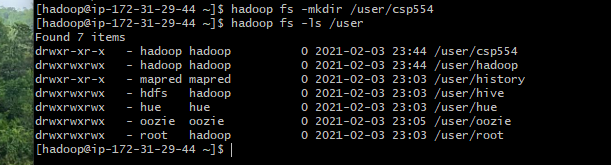 [hadoop@ip-172-31-29-44 ~]$ hadoop fs -mkdir /user/csp554
[hadoop@ip-172-31-29-44 ~]$ hadoop fs -ls /user
Found 7 items
drwxr-xr-x   - hadoop hadoop          0 2021-02-03 23:44 /user/csp554
drwxrwxrwx   - hadoop hadoop          0 2021-02-03 23:44 /user/hadoop
drwxr-xr-x   - mapred mapred          0 2021-02-03 23:03 /user/history
drwxrwxrwx   - hdfs   hadoop          0 2021-02-03 23:03 /user/hive
drwxrwxrwx   - hue    hue             0 2021-02-03 23:03 /user/hue
drwxrwxrwx   - oozie  oozie           0 2021-02-03 23:05 /user/oozie
drwxrwxrwx   - root   hadoop          0 2021-02-03 23:03 /user/root
[hadoop@ip-172-31-29-44 ~]$